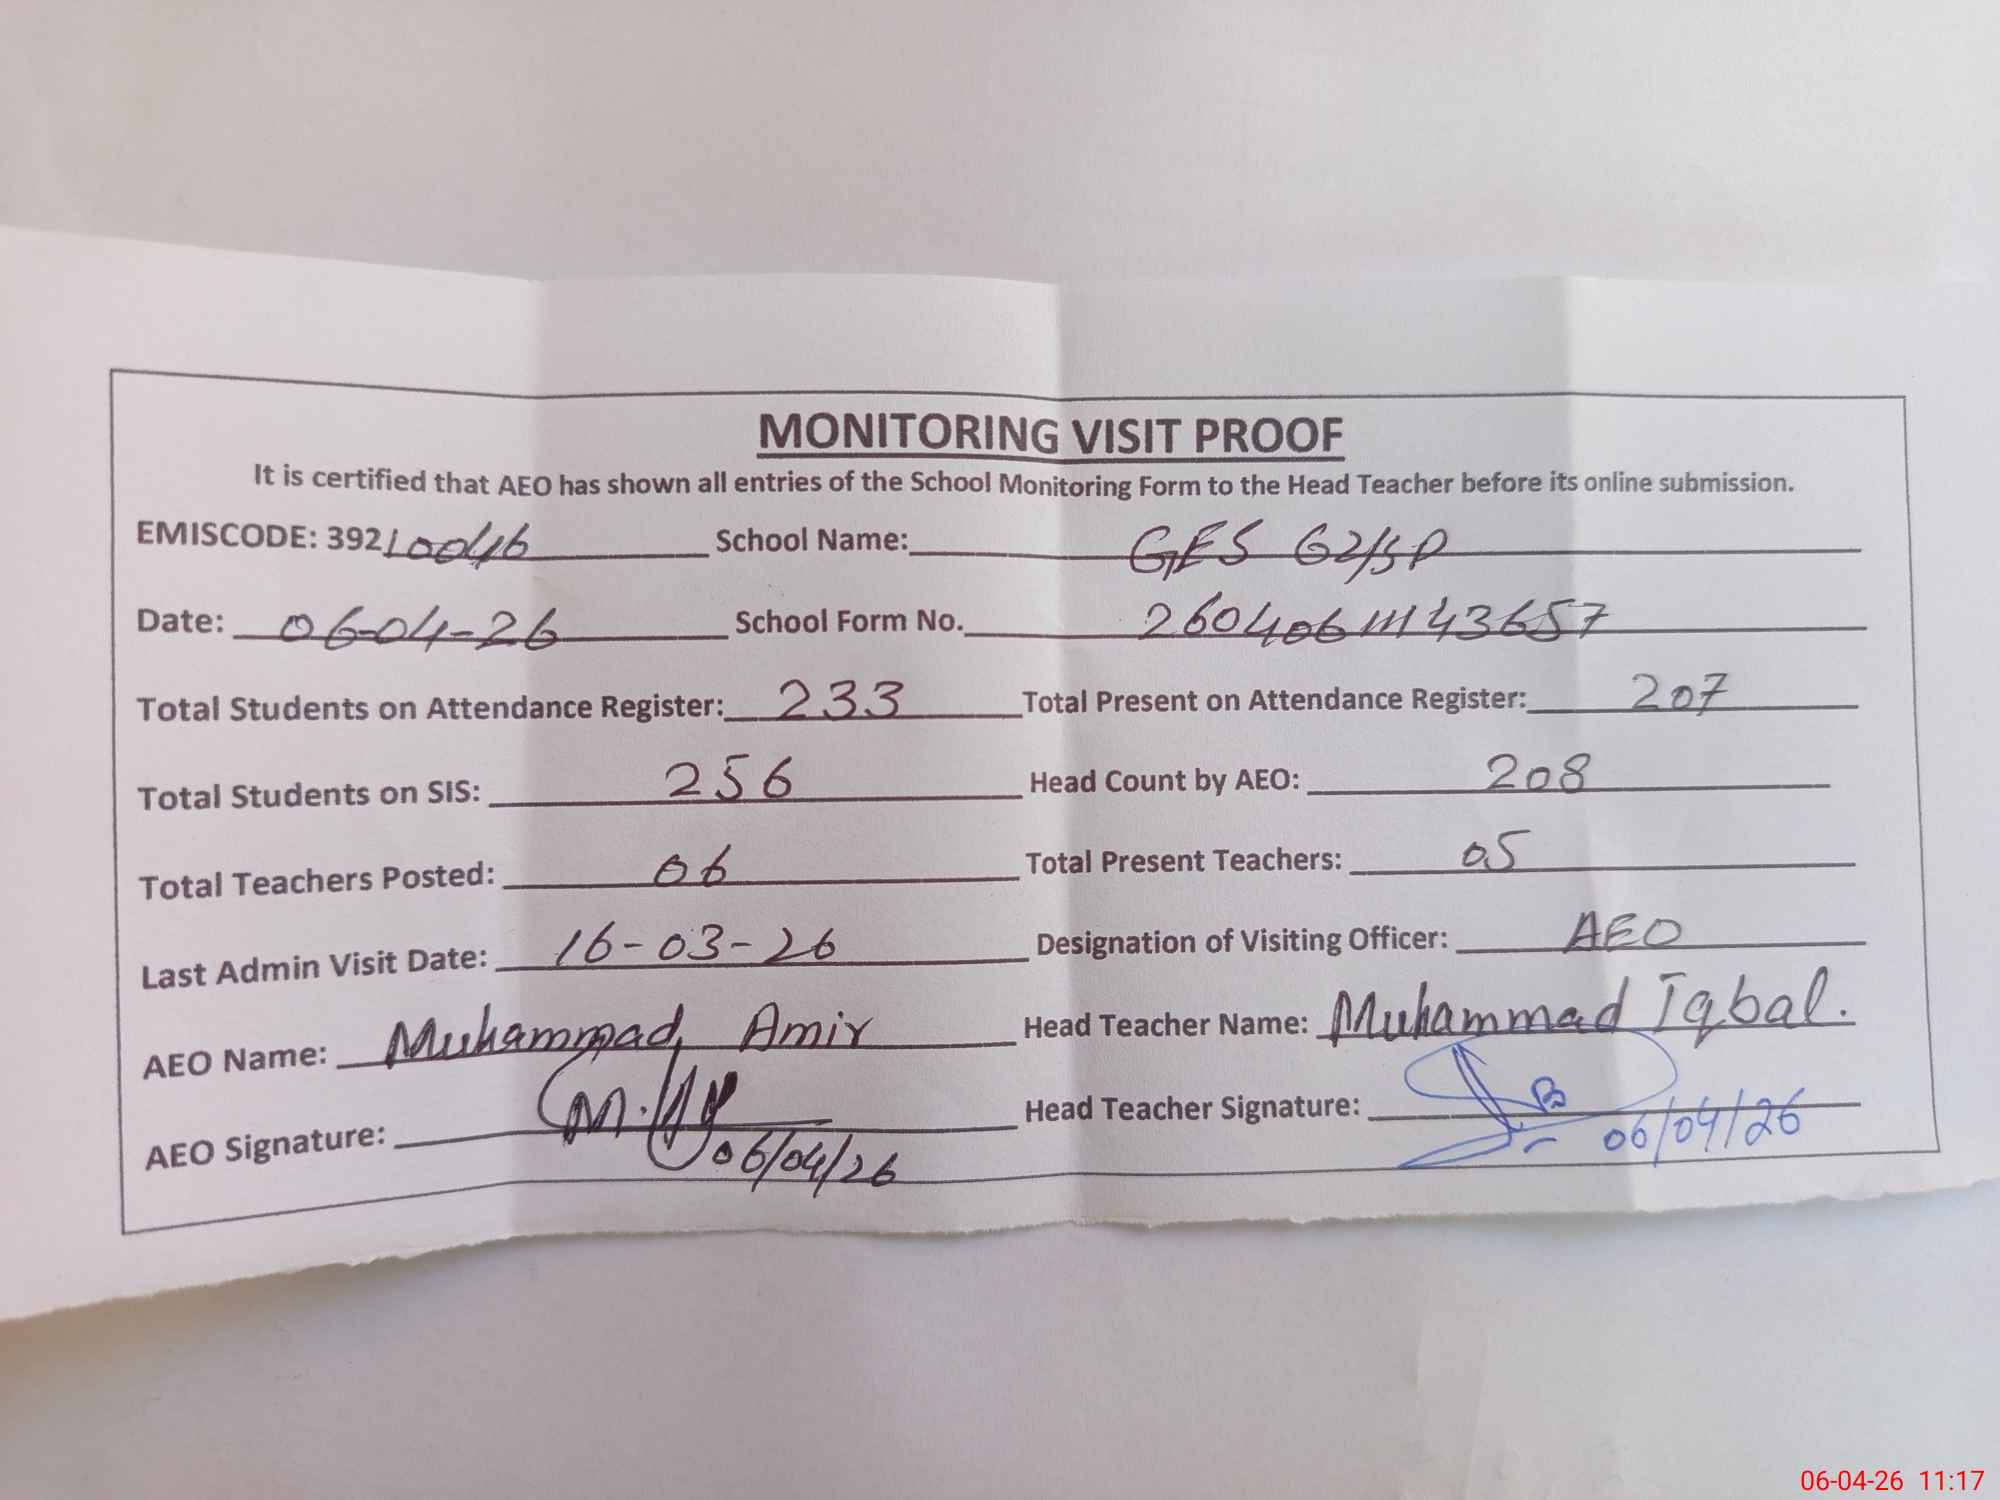 MONITORING VISIT PROOF
It is certified that AEO has shown all entries of the School Monitoring Form to the Head Teacher before its online submission.
EMISCODE: 39210046 School Name: GES 62/5P
Date: 06-04-26 School Form No. 260406111143657
Total Students on Attendance Register: 233 Total Present on Attendance Register: 207
Total Students on SIS: 256 Head Count by AEO: 208
Total Teachers Posted: 06 Total Present Teachers: 05
Last Admin Visit Date: 16-03-26 Designation of Visiting Officer: AEO
AEO Name: Muhammad Amir Head Teacher Name: Muhammad Iqbal.
AEO Signature: 06/04/26 Head Teacher Signature: 06/04/26
06-04-26 11:17